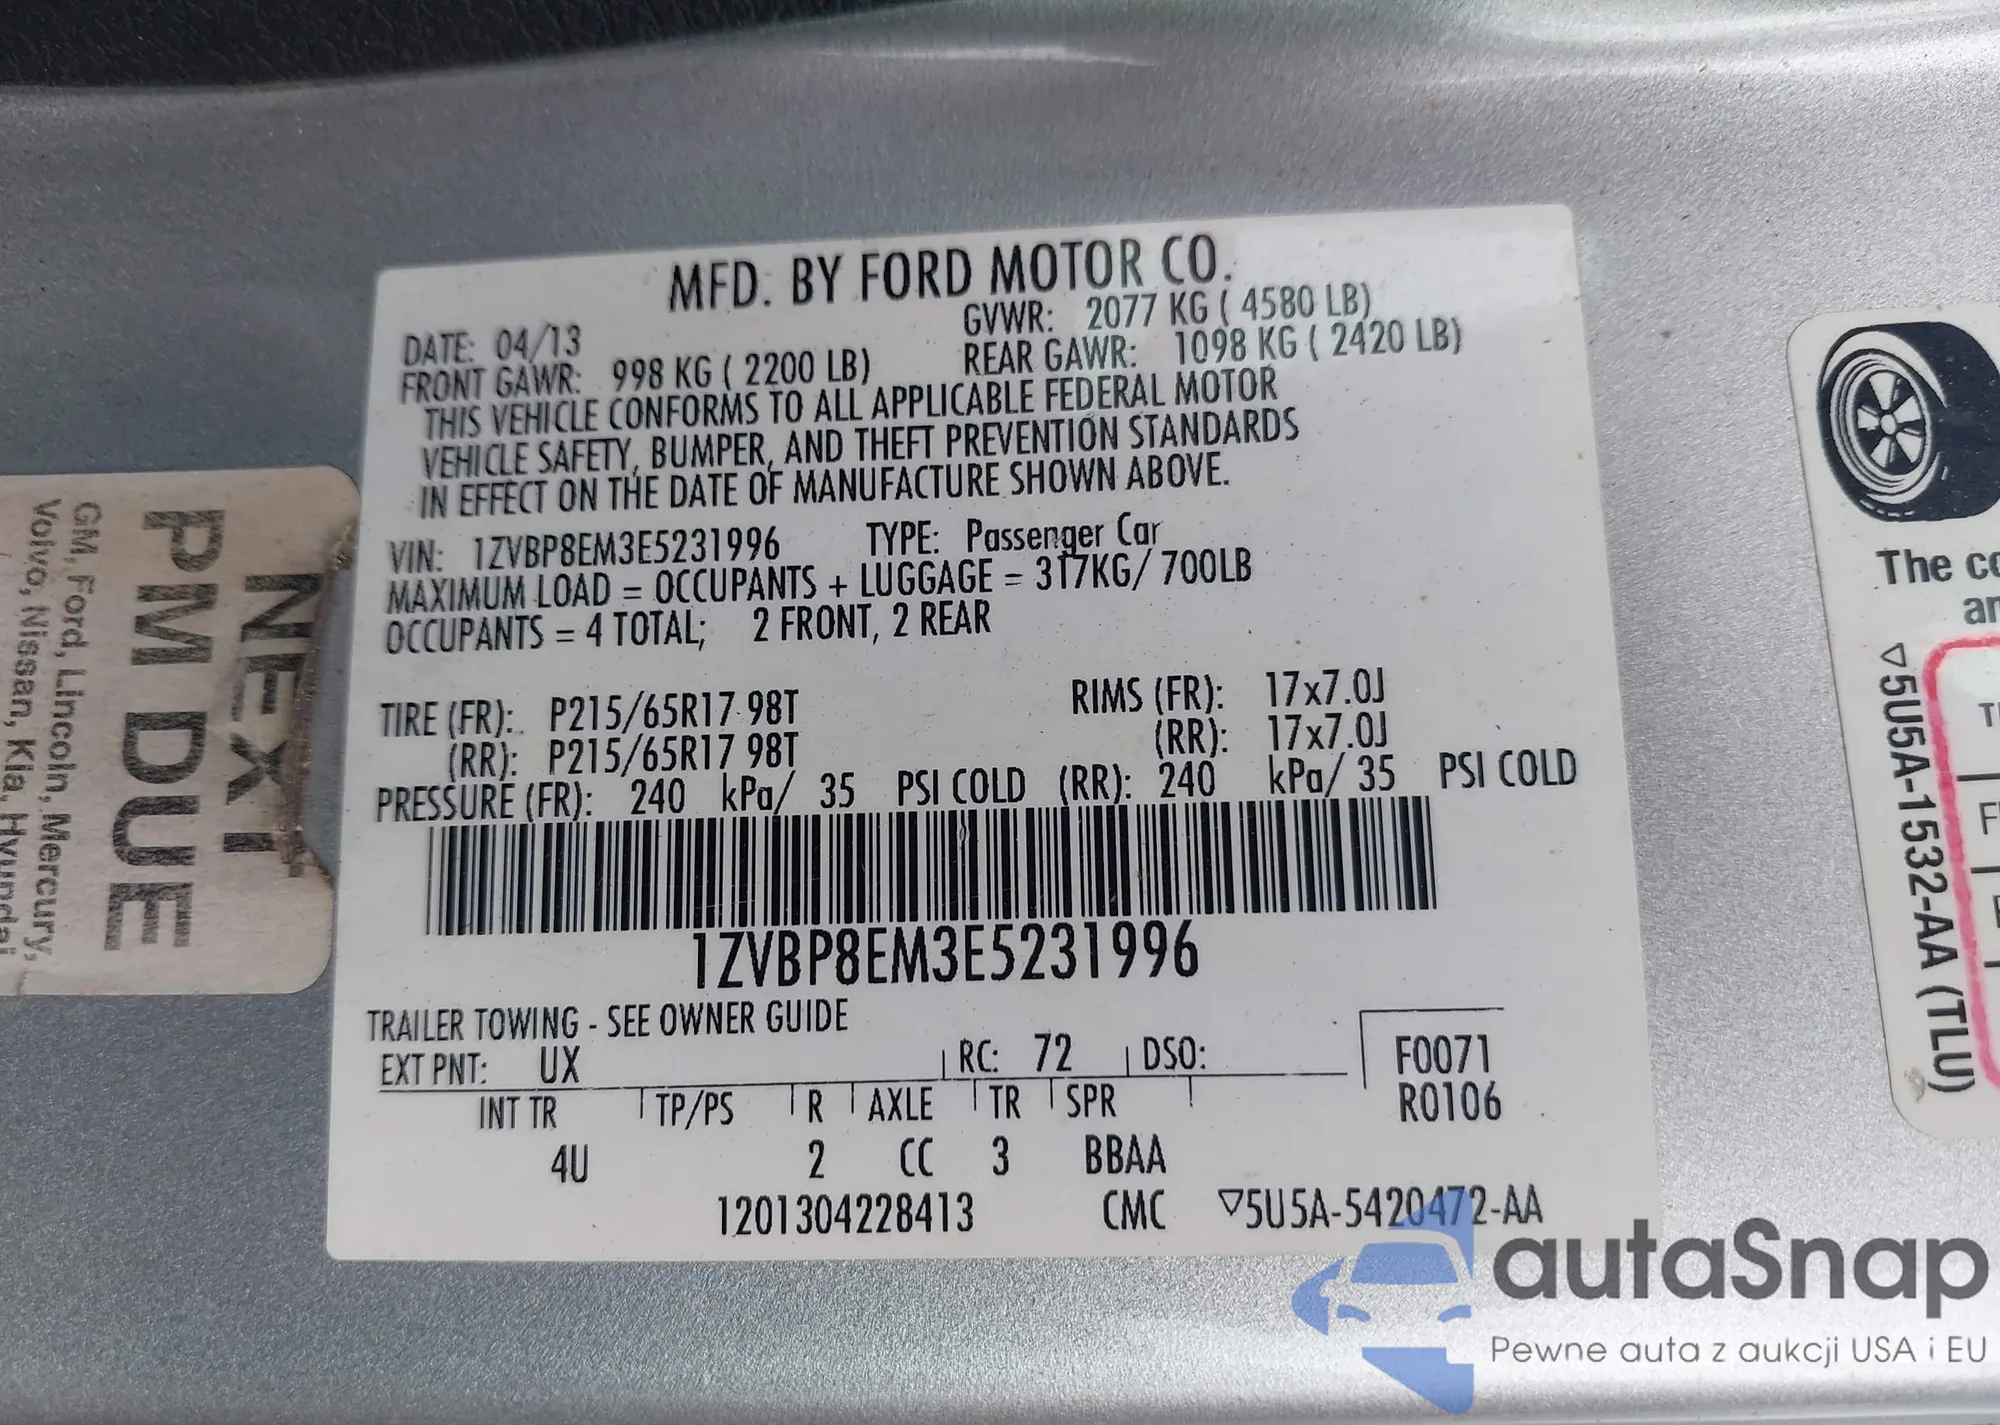 MFD. BY FORD MOTOR CO.
DATE: 04/13
GVWR: 2077 KG ( 4580 LB)
FRONT GAWR: 998 KG ( 2200 LB)
REAR GAWR: 1098 KG ( 2420 LB)
THIS VEHICLE CONFORMS TO ALL APPLICABLE FEDERAL MOTOR
VEHICLE SAFETY, BUMPER, AND THEFT PREVENTION STANDARDS
IN EFFECT ON THE DATE OF MANUFACTURE SHOWN ABOVE.
VIN: 1ZVBP8EM3E5231996 TYPE: Passenger Car
MAXIMUM LOAD = OCCUPANTS + LUGGAGE = 317KG/ 700LB
OCCUPANTS = 4 TOTAL; 2 FRONT, 2 REAR
TIRE (FR): P215/65R17 98T RIMS (FR): 17x7.0J
(RR): P215/65R17 98T (RR): 17x7.0J
PRESSURE (FR): 240 kPa/ 35 PSI COLD (RR): 240 kPa/ 35 PSI COLD
1ZVBP8EM3E5231996
TRAILER TOWING - SEE OWNER GUIDE
EXT PNT: UX RC: 72 DSO: F0071
INT TR TP/PS R AXLE TR SPR R0106
4U 2 CC 3 BBAA
1201304228413 CMC ▽5U5A-5420472-AA
NEXT
PM DUE
GM, Ford, Lincoln, Mercury,
Volvo, Nissan, Kia, Hyundai
The
▽5U5A-1532-AA (TLU)
autaSnap
Pewne auta z aukcji USA i EU